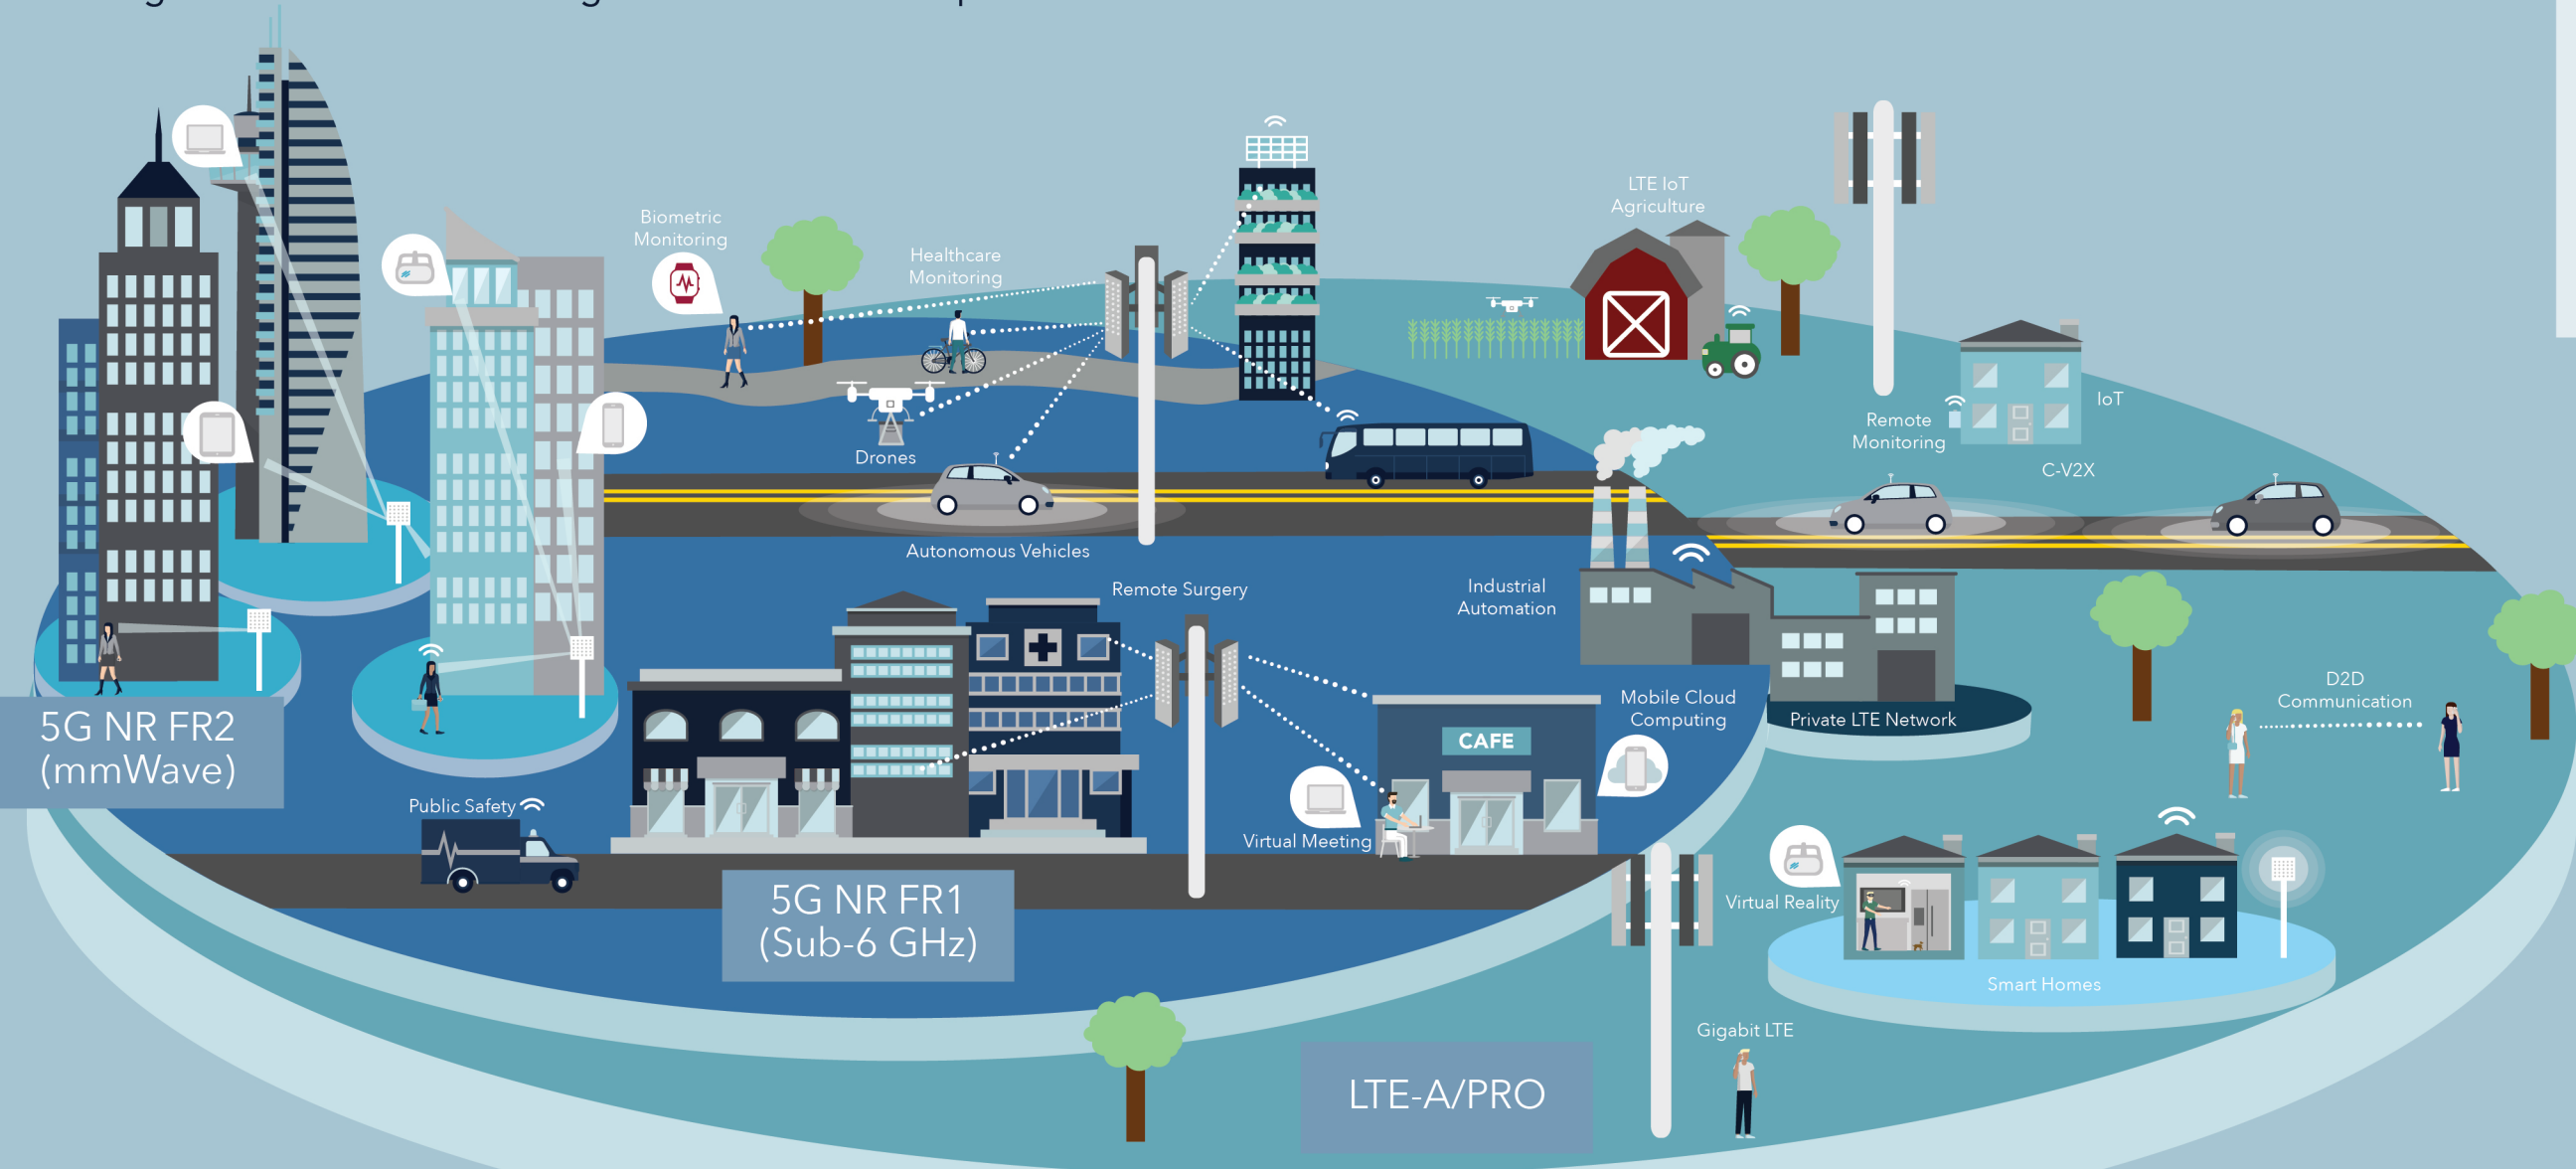 LTE IoT
Agriculture
Biometric
Monitoring
Healthcare
Monitoring
IoT
Remote
Monitoring
Drones
C-V2X
Autonomous Vehicles
Remote Surgery
Industrial
Automation
D2D
Communication
Mobile Cloud
Computing
Private LTE Network
5G NR FR2
(mmWave)
CAFE
Public Safety
Virtual Meeting
5G NR FR1
(Sub-6 GHz)
Virtual Reality
Smart Homes
Gigabit LTE
LTE-A/PRO